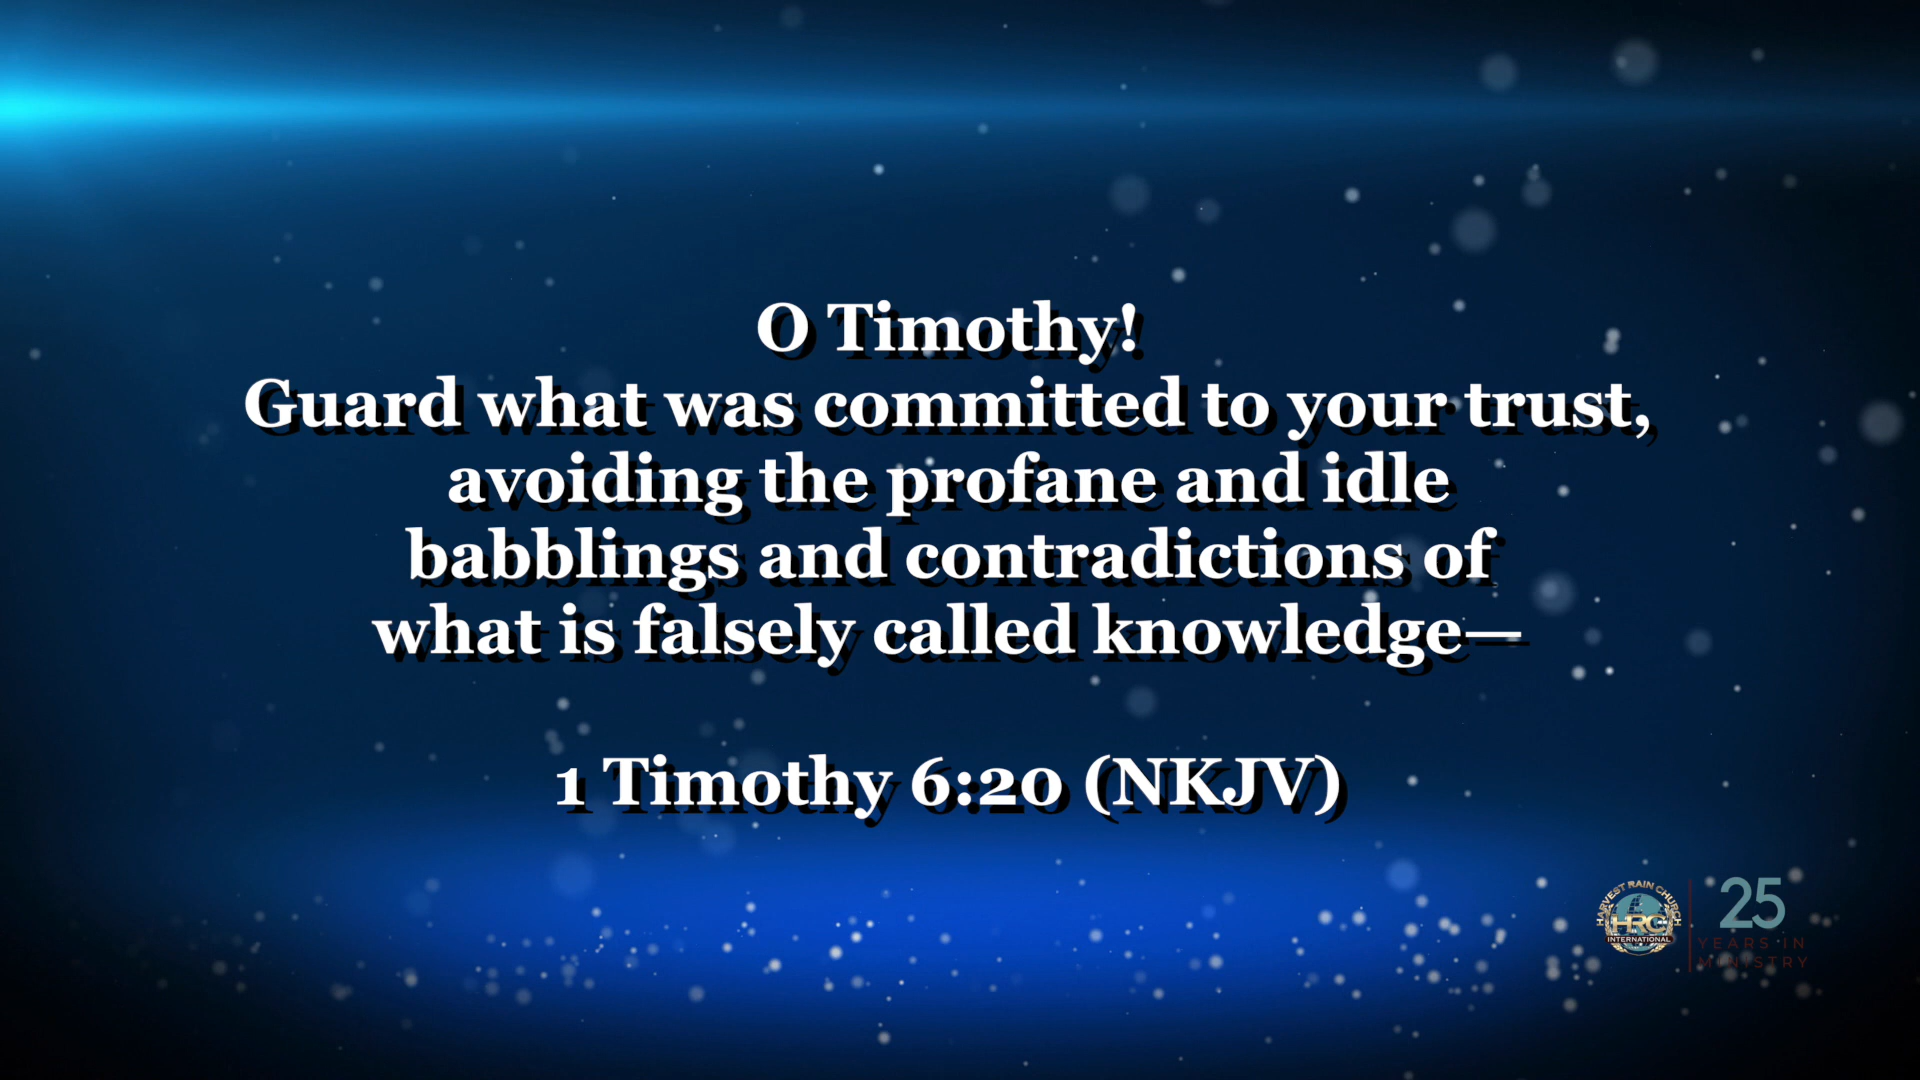 O Timothy!
Guard what was committed to your trust,
avoiding the profane and idle
babblings and contradictions of
what is falsely called knowledge—
1 Timothy 6:20 (NKJV)
HARVEST RAIN CHURCH
HRC
INTERNATIONAL
25
YEARS IN
MINISTRY